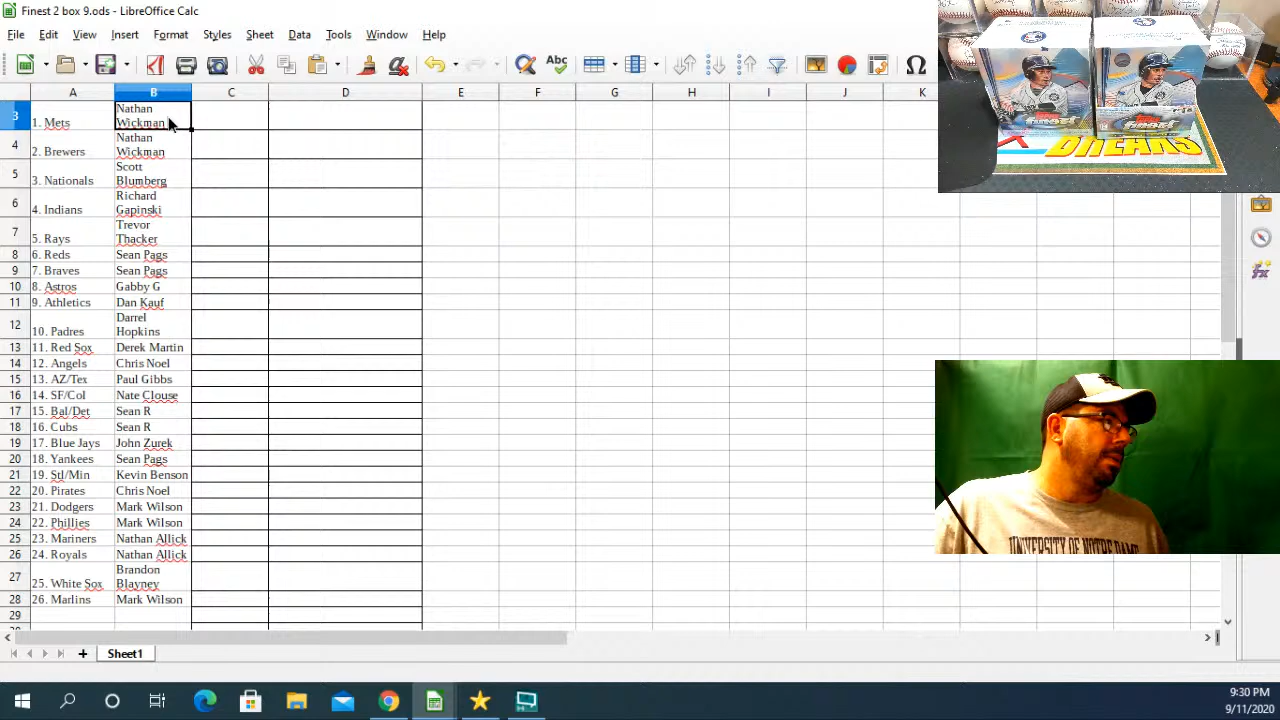 Finest 2 box 9.ods - LibreOffice Calc
File Edit View Insert Format Styles Sheet Window Help
A B C D E F G H I J K
3 1. Mets Nathan
Wickman
4 2. Brewers Nathan
Wickman
5 3. Nationals Scott
Blumberg
6 4. Indians Richard
Gapinski
7 5. Rays Trevor
Thacker
8 6. Reds Sean Pags
9 7. Braves Sean Pags
10 8. Astros Gabby G
11 9. Athletics Dan Kauf
12 10. Padres Darrel
Hopkins
13 11. Red Sox Derek Martin
14 12. Angels Chris Noel
15 13. AZ/Tex Paul Gibbs
16 14. SF/Col Nate Clouse
17 15. Bal/Det Sean R
18 16. Cubs Sean R
19 17. Blue Jays John Zurek
20 18. Yankees Sean Pags
21 19. Stl/Min Kevin Benson
22 20. Pirates Chris Noel
23 21. Dodgers Mark Wilson
24 22. Phillies Mark Wilson
25 23. Mariners Nathan Allick
26 24. Royals Nathan Allick
27 25. White Sox Brandon
Blayney
28 26. Marlins Mark Wilson
29
Sheet1
finest
BREAKS
UNIVERSITY OF NOTRE DAME
9:30 PM
9/11/2020